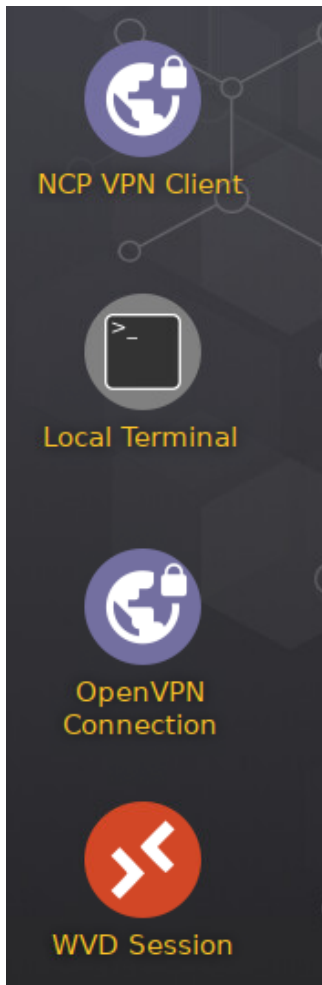 NCP VPN Client
>_
Local Terminal
OpenVPN
Connection
WVD Session